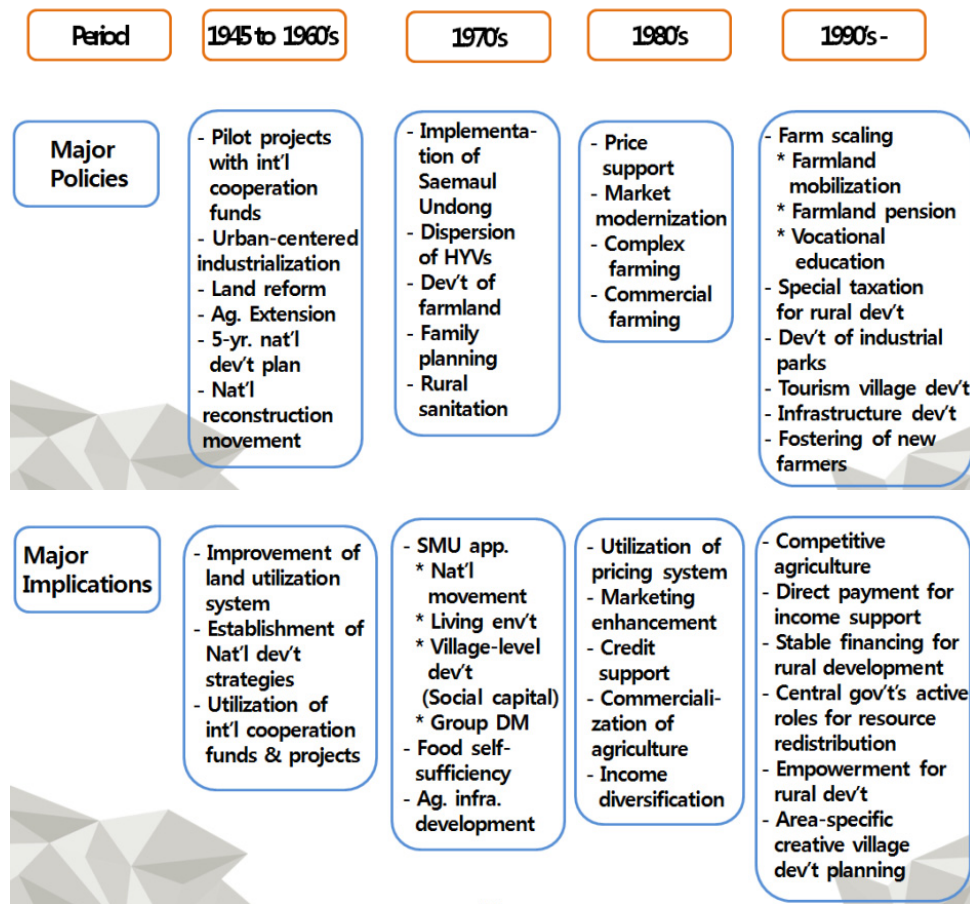 Period
1945 to 1960's
1970's
1980's
1990's -
Major
Policies
- Pilot projects
with int'l
cooperation
funds
- Urban-centered
industrialization
- Land reform
- Ag. Extension
- 5-yr. nat'l
dev't plan
- Nat'l
reconstruction
movement
- Implementa-
tion of
Saemaul
Undong
- Dispersion
of HYVs
- Dev't of
farmland
- Family
planning
- Rural
sanitation
- Price
support
- Market
modernization
- Complex
farming
- Commercial
farming
- Farm scaling
* Farmland
mobilization
* Farmland pension
* Vocational
education
- Special taxation
for rural dev't
- Dev't of industrial
parks
- Tourism village dev't
- Infrastructure dev't
- Fostering of new
farmers
Major
Implications
- Improvement of
land utilization
system
- Establishment of
Nat'l dev't
strategies
- Utilization of
int'l cooperation
funds & projects
- SMU app.
* Nat'l
movement
* Living env't
* Village-level
dev't
(Social capital)
* Group DM
- Food self-
sufficiency
- Ag. infra.
development
- Utilization of
pricing system
- Marketing
enhancement
- Credit
support
- Commerciali-
zation of
agriculture
- Income
diversification
- Competitive
agriculture
- Direct payment for
income support
- Stable financing for
rural development
- Central gov't's active
roles for resource
redistribution
- Empowerment for
rural dev't
- Area-specific
creative village
dev't planning